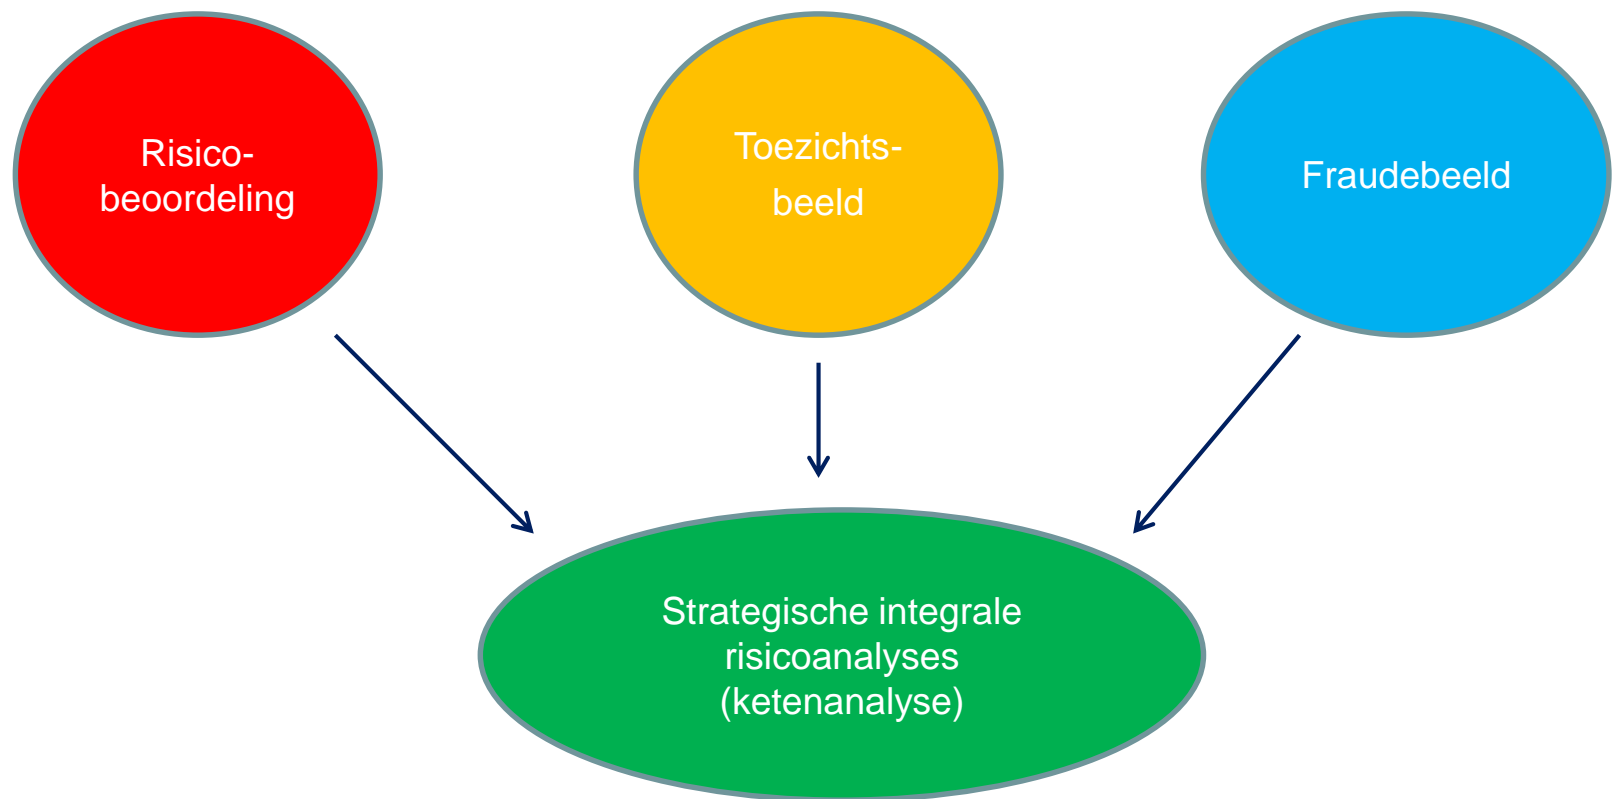 Risico-
beoordeling
Toezichts-
beeld
Fraudebeeld
Strategische integrale
risicoanalyses
(ketenanalyse)